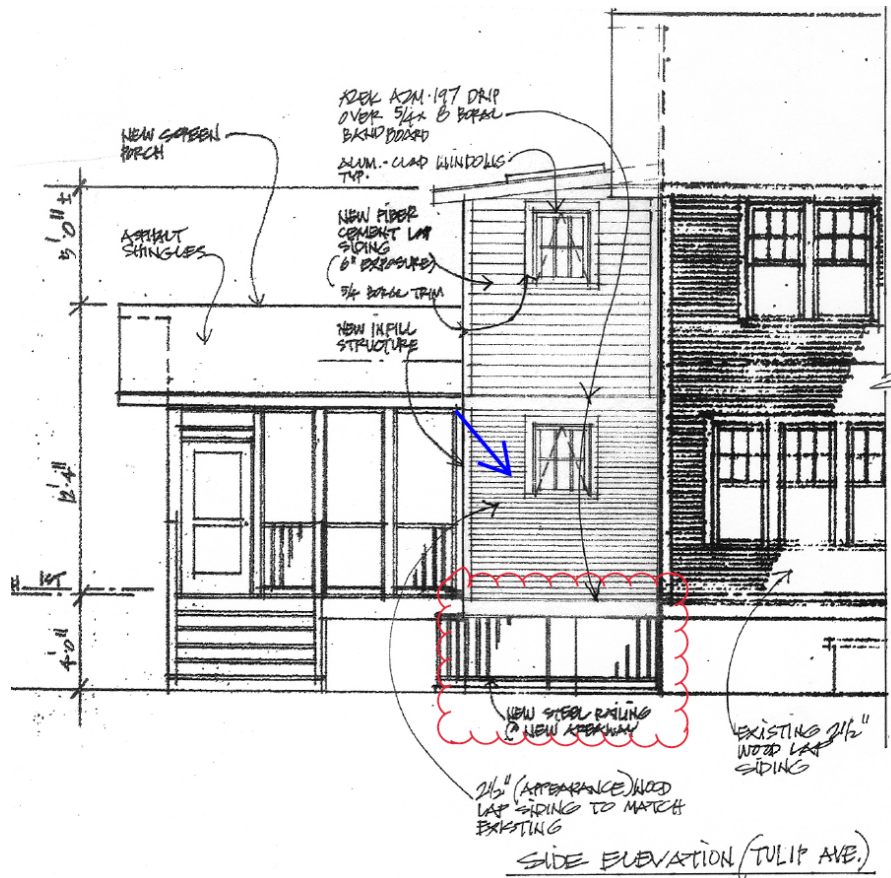 AZEK AZM-197 DRIP
OVER 5/4 x 8 BORAL
BAND BOARD
NEW SCREEN
PORCH
ALUM.-CLAD WINDOWS
TYP.
NEW FIBER
CEMENT LAP
SIDING
(6" EXPOSURE)
5/4 BORAL TRIM
ASPHALT
SHINGLES
NEW INFILL
STRUCTURE
5'-0" ±
12'-4"
1ST
4'-0"
NEW STEEL RAILING
@ NEW AREAWAY
EXISTING 2 1/2"
WOOD LAP
SIDING
2 1/2" (APPEARANCE) WOOD
LAP SIDING TO MATCH
EXISTING
SIDE ELEVATION (TULIP AVE.)